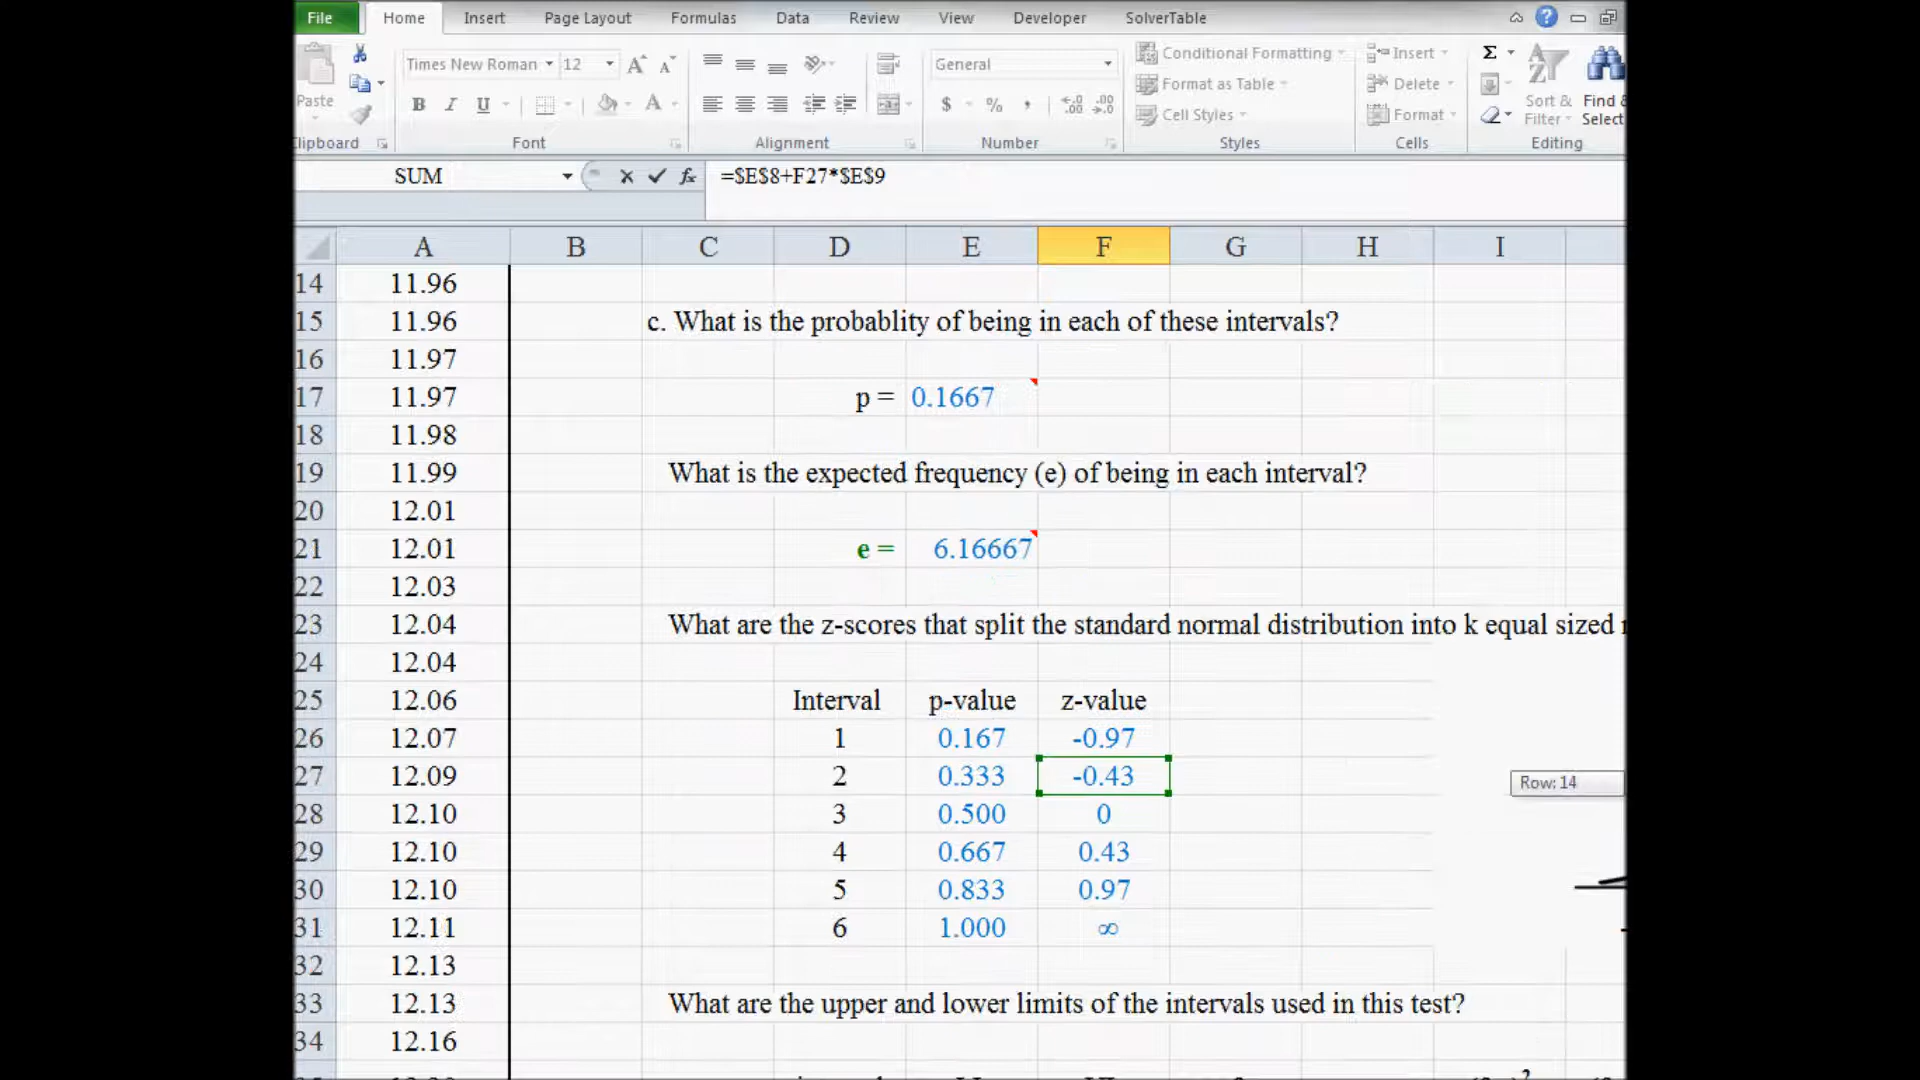 File Home Insert Page Layout Formulas Data Review View Developer SolverTable
Times New Roman 12 General Conditional Formatting Insert Σ
Format as Table Delete
Paste B I U $ % , Cell Styles Format Sort & Filter Find & Select
Clipboard Font Alignment Number Styles Cells Editing
SUM fx =$E$8+F27*$E$9
A B C D E F G H I
14 11.96
15 11.96 c. What is the probablity of being in each of these intervals?
16 11.97
17 11.97 p = 0.1667
18 11.98
19 11.99 What is the expected frequency (e) of being in each interval?
20 12.01
21 12.01 e = 6.16667
22 12.03
23 12.04 What are the z-scores that split the standard normal distribution into k equal sized
24 12.04
25 12.06 Interval p-value z-value
26 12.07 1 0.167 -0.97
27 12.09 2 0.333 -0.43
Row: 14
28 12.10 3 0.500 0
29 12.10 4 0.667 0.43
30 12.10 5 0.833 0.97
31 12.11 6 1.000 ∞
32 12.13
33 12.13 What are the upper and lower limits of the intervals used in this test?
34 12.16